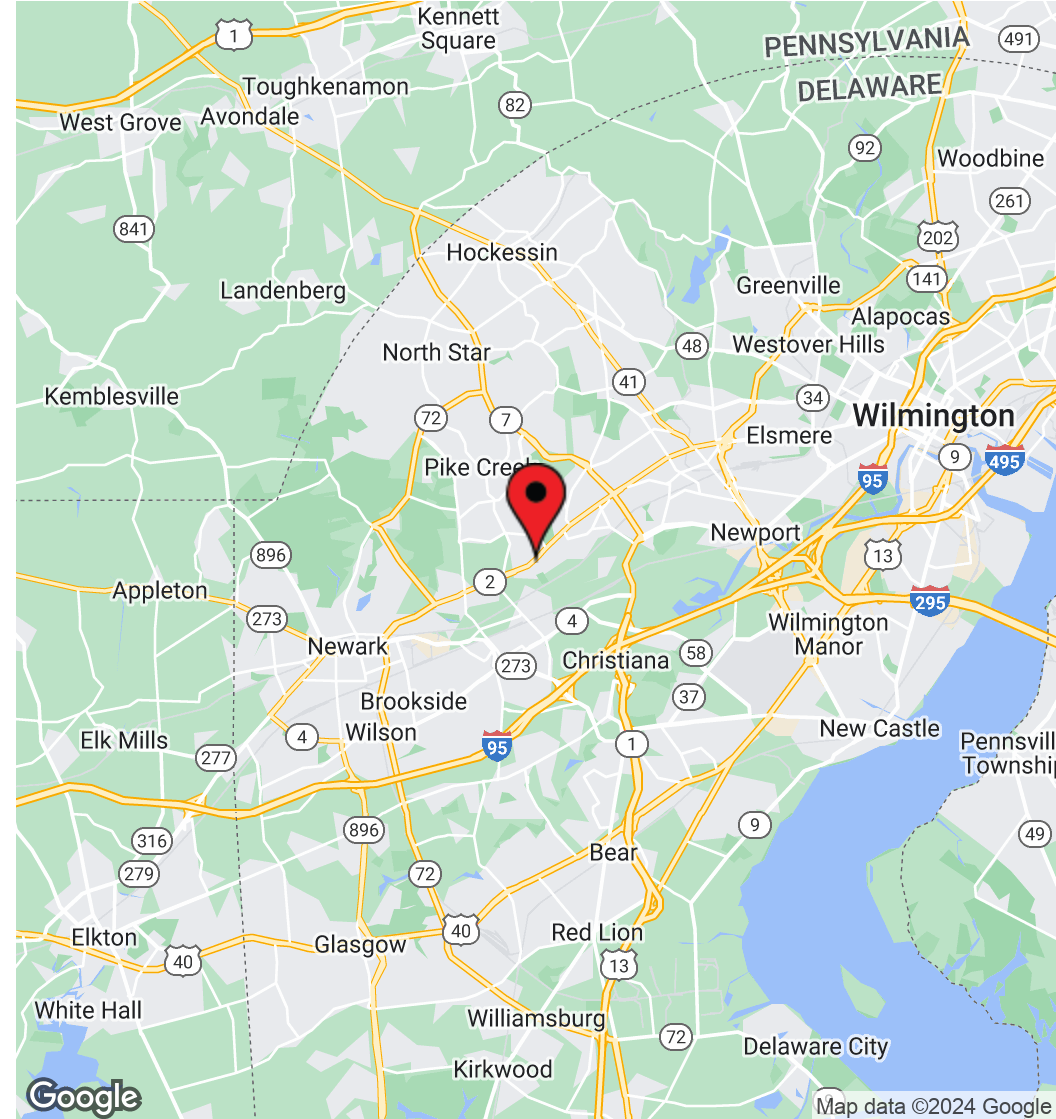 Kennett
Square
1
PENNSYLVANIA
491
DELAWARE
Toughkenamon
82
Avondale
West Grove
92
Woodbine
261
841
202
Hockessin
141
Greenville
Landenberg
Alapocas
48
Westover Hills
North Star
41
34
Kemblesville
72
7
Wilmington
Elsmere
9
495
Pike Creek
95
Newport
13
896
2
Appleton
295
273
4
Wilmington
Manor
Newark
58
Christiana
273
37
Brookside
New Castle
Wilson
4
Elk Mills
1
95
Pennsvill
Township
277
9
896
49
316
Bear
279
72
Red Lion
40
Elkton
Glasgow
40
13
White Hall
Williamsburg
72
Delaware City
Kirkwood
Google
Map data ©2024 Google